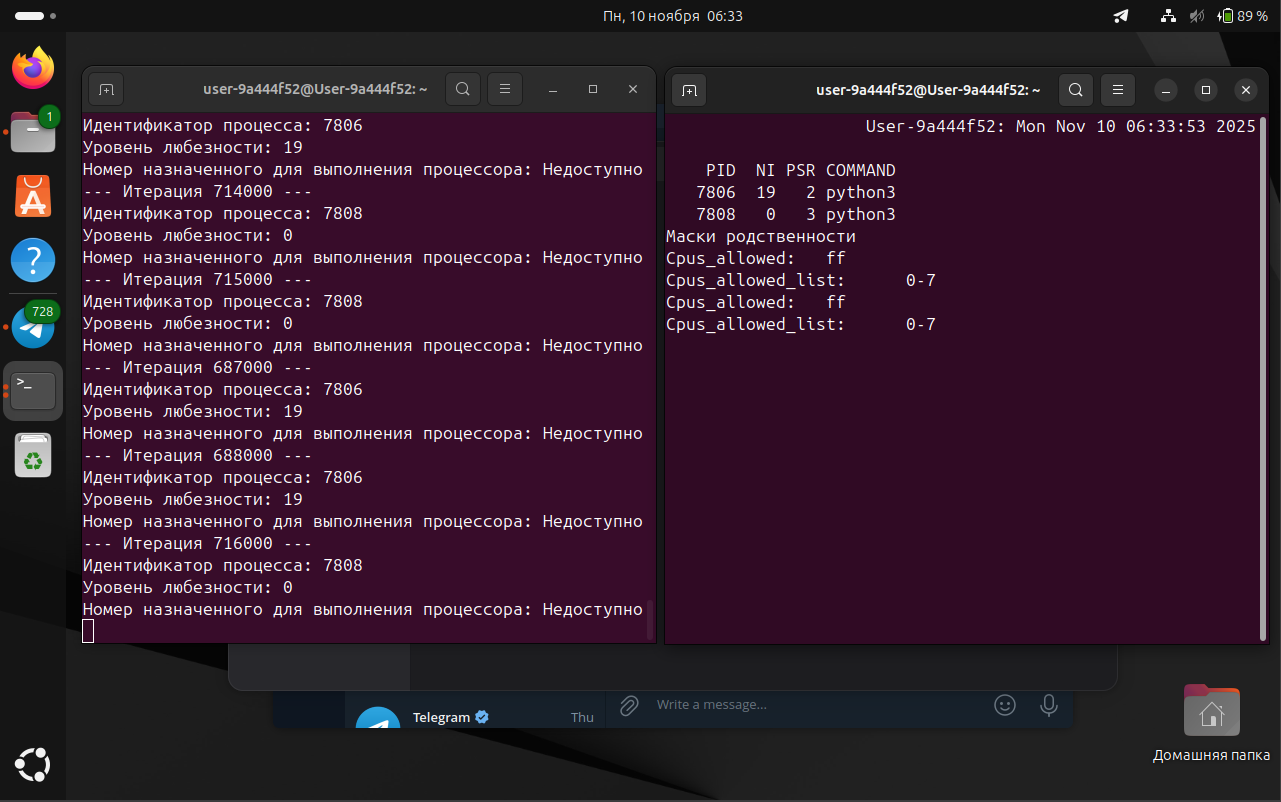 Пн, 10 ноября 06:33
89 %
1
728
>_
user-9a444f52@User-9a444f52: ~
Идентификатор процесса: 7806
Уровень любезности: 19
Номер назначенного для выполнения процессора: Недоступно
--- Итерация 714000 ---
Идентификатор процесса: 7808
Уровень любезности: 0
Номер назначенного для выполнения процессора: Недоступно
--- Итерация 715000 ---
Идентификатор процесса: 7808
Уровень любезности: 0
Номер назначенного для выполнения процессора: Недоступно
--- Итерация 687000 ---
Идентификатор процесса: 7806
Уровень любезности: 19
Номер назначенного для выполнения процессора: Недоступно
--- Итерация 688000 ---
Идентификатор процесса: 7806
Уровень любезности: 19
Номер назначенного для выполнения процессора: Недоступно
--- Итерация 716000 ---
Идентификатор процесса: 7808
Уровень любезности: 0
Номер назначенного для выполнения процессора: Недоступно
user-9a444f52@User-9a444f52: ~
User-9a444f52: Mon Nov 10 06:33:53 2025
PID NI PSR COMMAND
7806 19 2 python3
7808 0 3 python3
Маски родственности
Cpus_allowed: ff
Cpus_allowed_list: 0-7
Cpus_allowed: ff
Cpus_allowed_list: 0-7
Telegram Thu
Write a message...
Домашняя папка